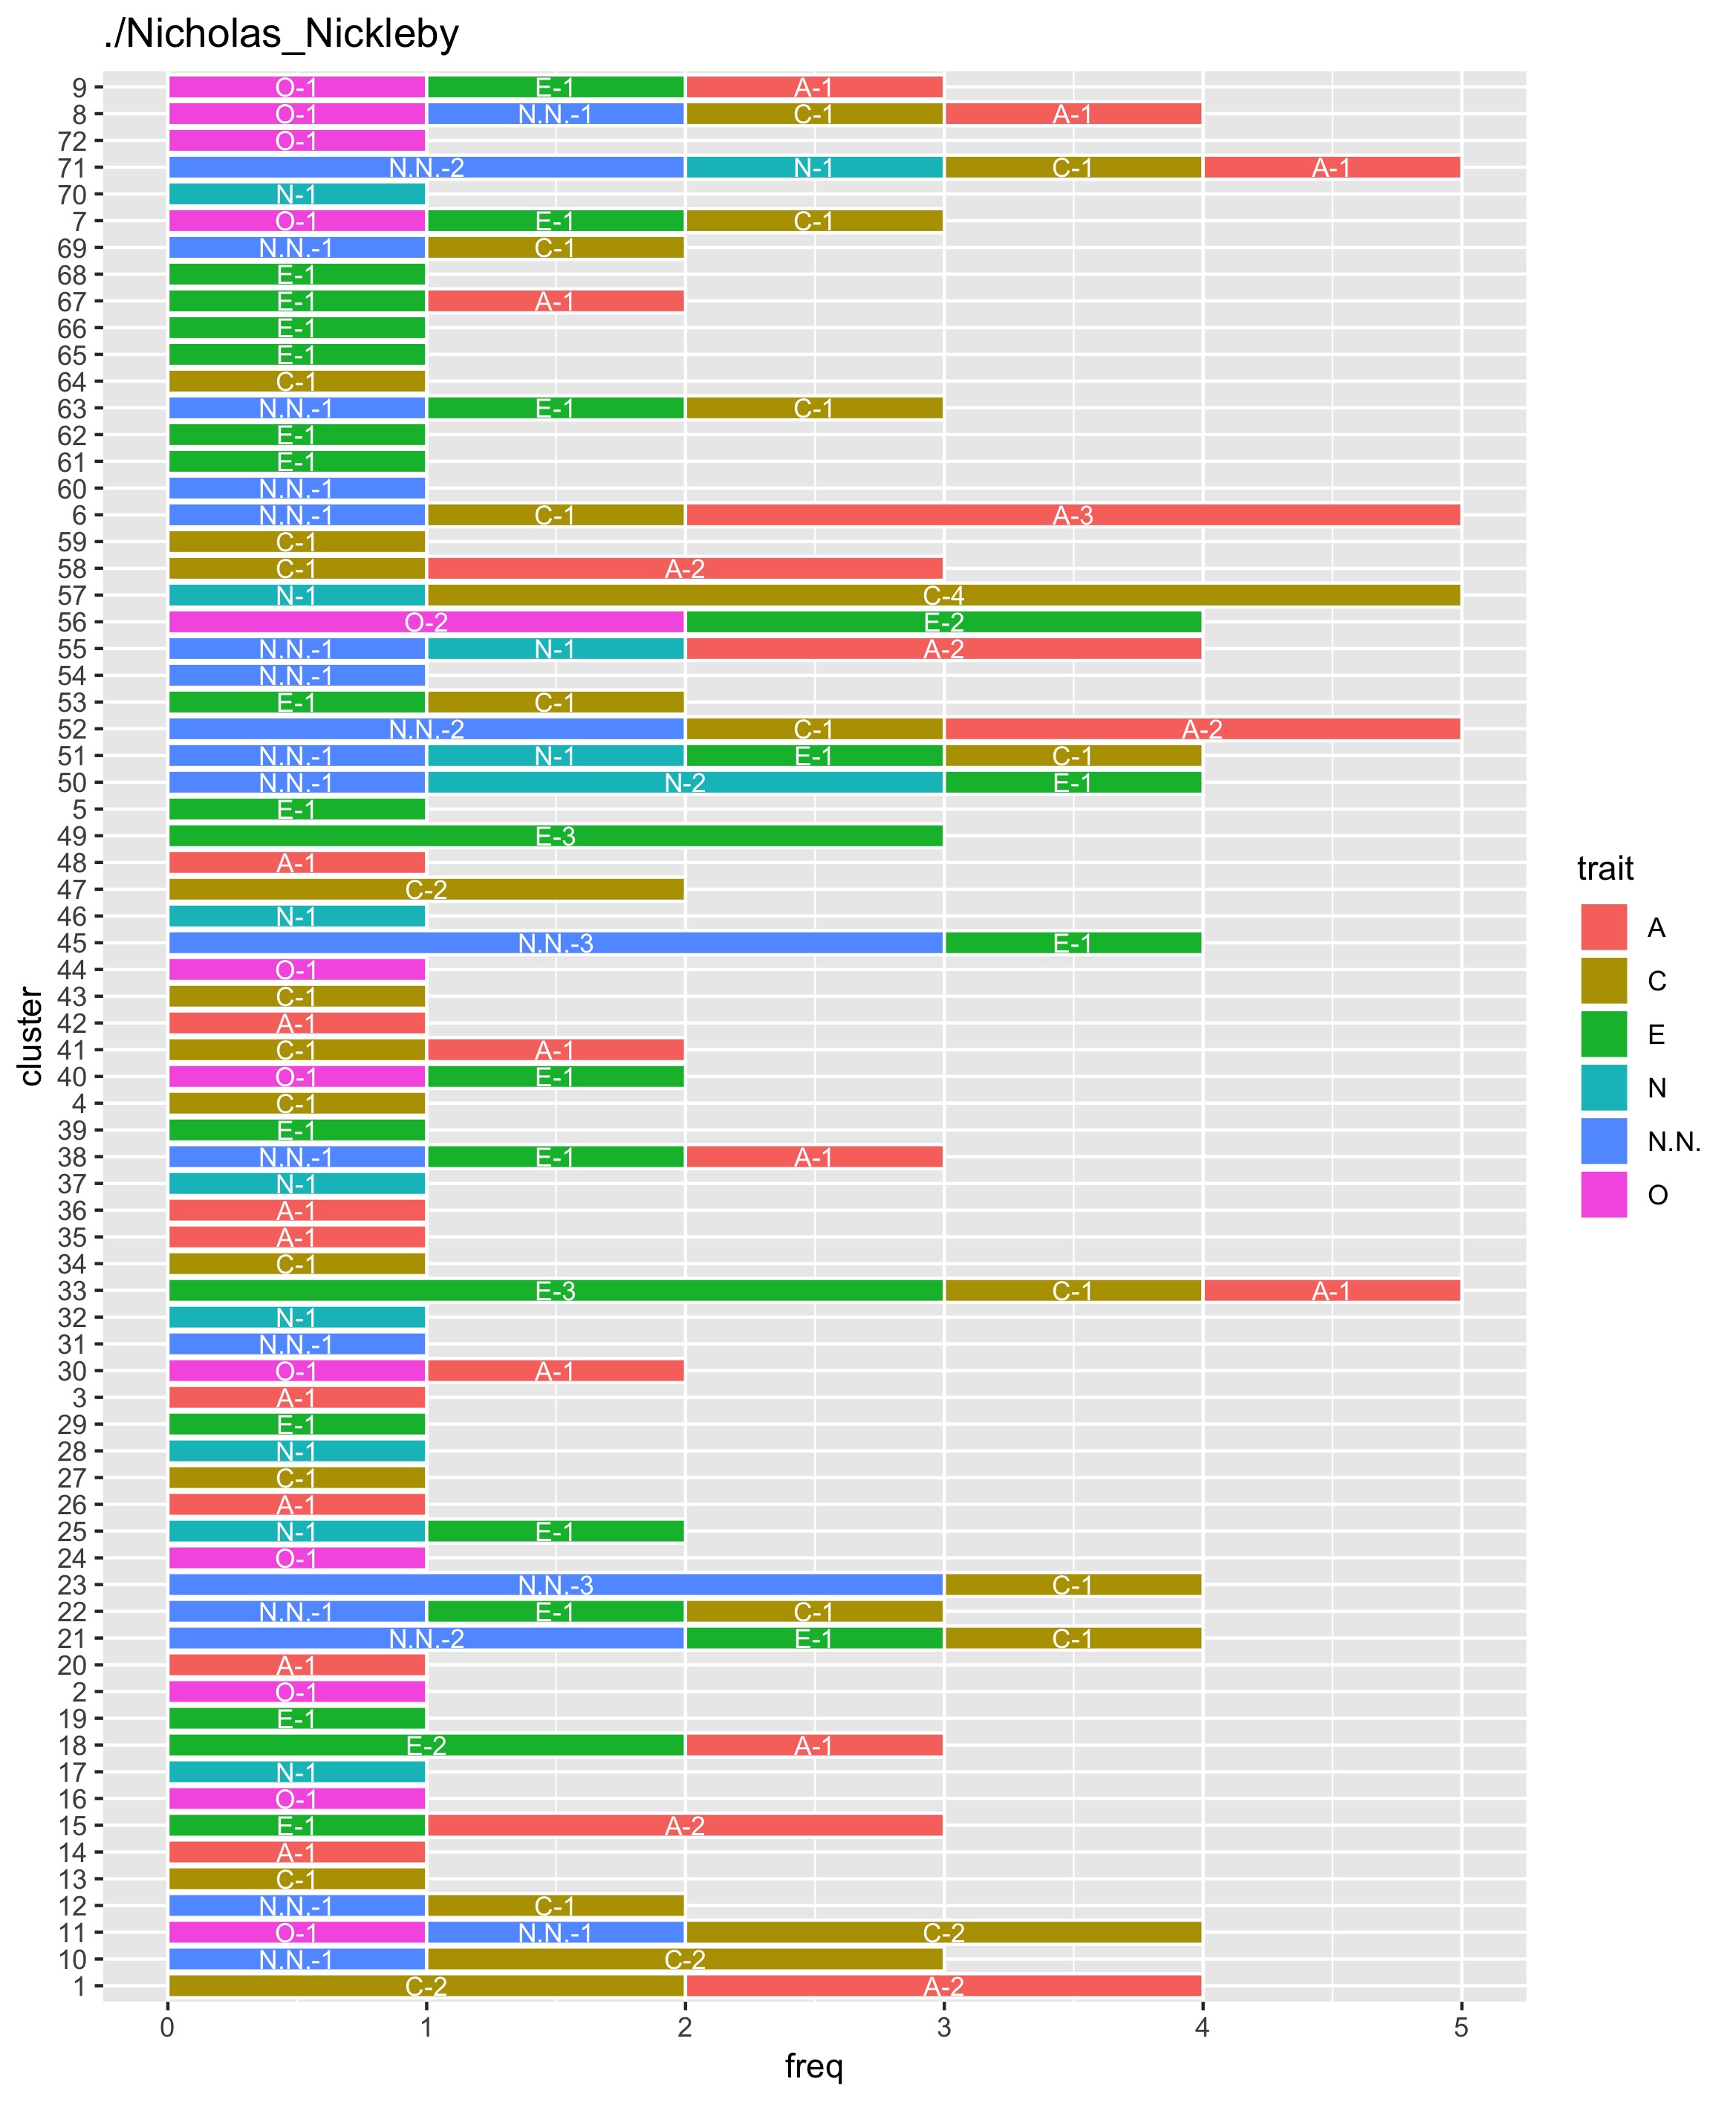 ./Nicholas_Nickleby
9 O-1 E-1 A-1
8 O-1 N.N.-1 C-1 A-1
72 O-1
71 N.N.-2 N-1 C-1 A-1
70 N-1
7 O-1 E-1 C-1
69 N.N.-1 C-1
68 E-1
67 E-1 A-1
66 E-1
65 E-1
64 C-1
63 N.N.-1 E-1 C-1
62 E-1
61 E-1
60 N.N.-1
6 N.N.-1 C-1 A-3
59 C-1
58 C-1 A-2
57 N-1 C-4
56 O-2 E-2
55 N.N.-1 N-1 A-2
54 N.N.-1
53 E-1 C-1
52 N.N.-2 C-1 A-2
51 N.N.-1 N-1 E-1 C-1
50 N.N.-1 N-2 E-1
5 E-1
49 E-3
48 A-1
47 C-2
46 N-1
45 N.N.-3 E-1
44 O-1
43 C-1
42 A-1
41 C-1 A-1
40 O-1 E-1
4 C-1
39 E-1
38 N.N.-1 E-1 A-1
37 N-1
36 A-1
35 A-1
34 C-1
33 E-3 C-1 A-1
32 N-1
31 N.N.-1
30 O-1 A-1
3 A-1
29 E-1
28 N-1
27 C-1
26 A-1
25 N-1 E-1
24 O-1
23 N.N.-3 C-1
22 N.N.-1 E-1 C-1
21 N.N.-2 E-1 C-1
20 A-1
2 O-1
19 E-1
18 E-2 A-1
17 N-1
16 O-1
15 E-1 A-2
14 A-1
13 C-1
12 N.N.-1 C-1
11 O-1 N.N.-1 C-2
10 N.N.-1 C-2
1 C-2 A-2
0 1 2 3 4 5
freq
cluster
trait
A
C
E
N
N.N.
O